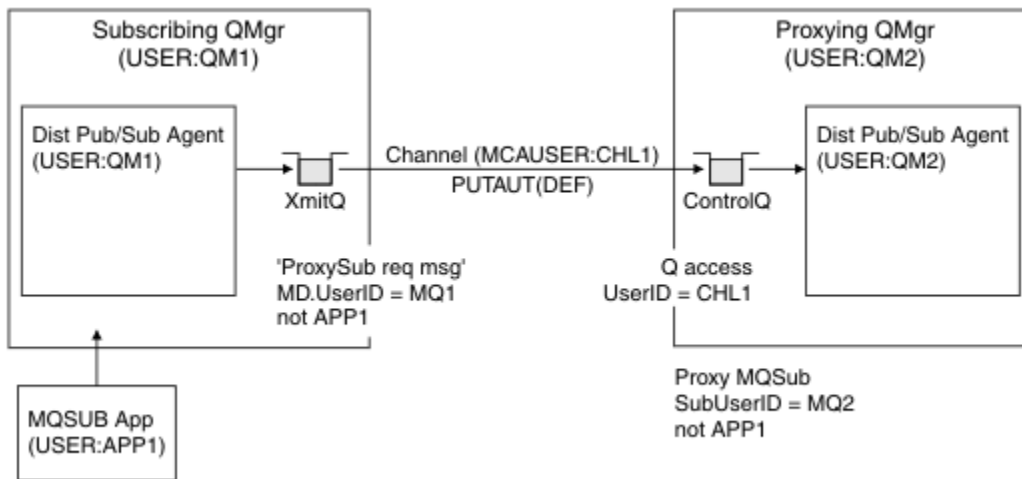 Subscribing QMgr
(USER:QM1)
Dist Pub/Sub Agent
(USER:QM1)
XmitQ
'ProxySub req msg'
MD.UserID = MQ1
not APP1
MQSUB App
(USER:APP1)
Channel (MCAUSER:CHL1)
PUTAUT(DEF)
Proxying QMgr
(USER:QM2)
ControlQ
Dist Pub/Sub Agent
(USER:QM2)
Q access
UserID = CHL1
Proxy MQSub
SubUserID = MQ2
not APP1